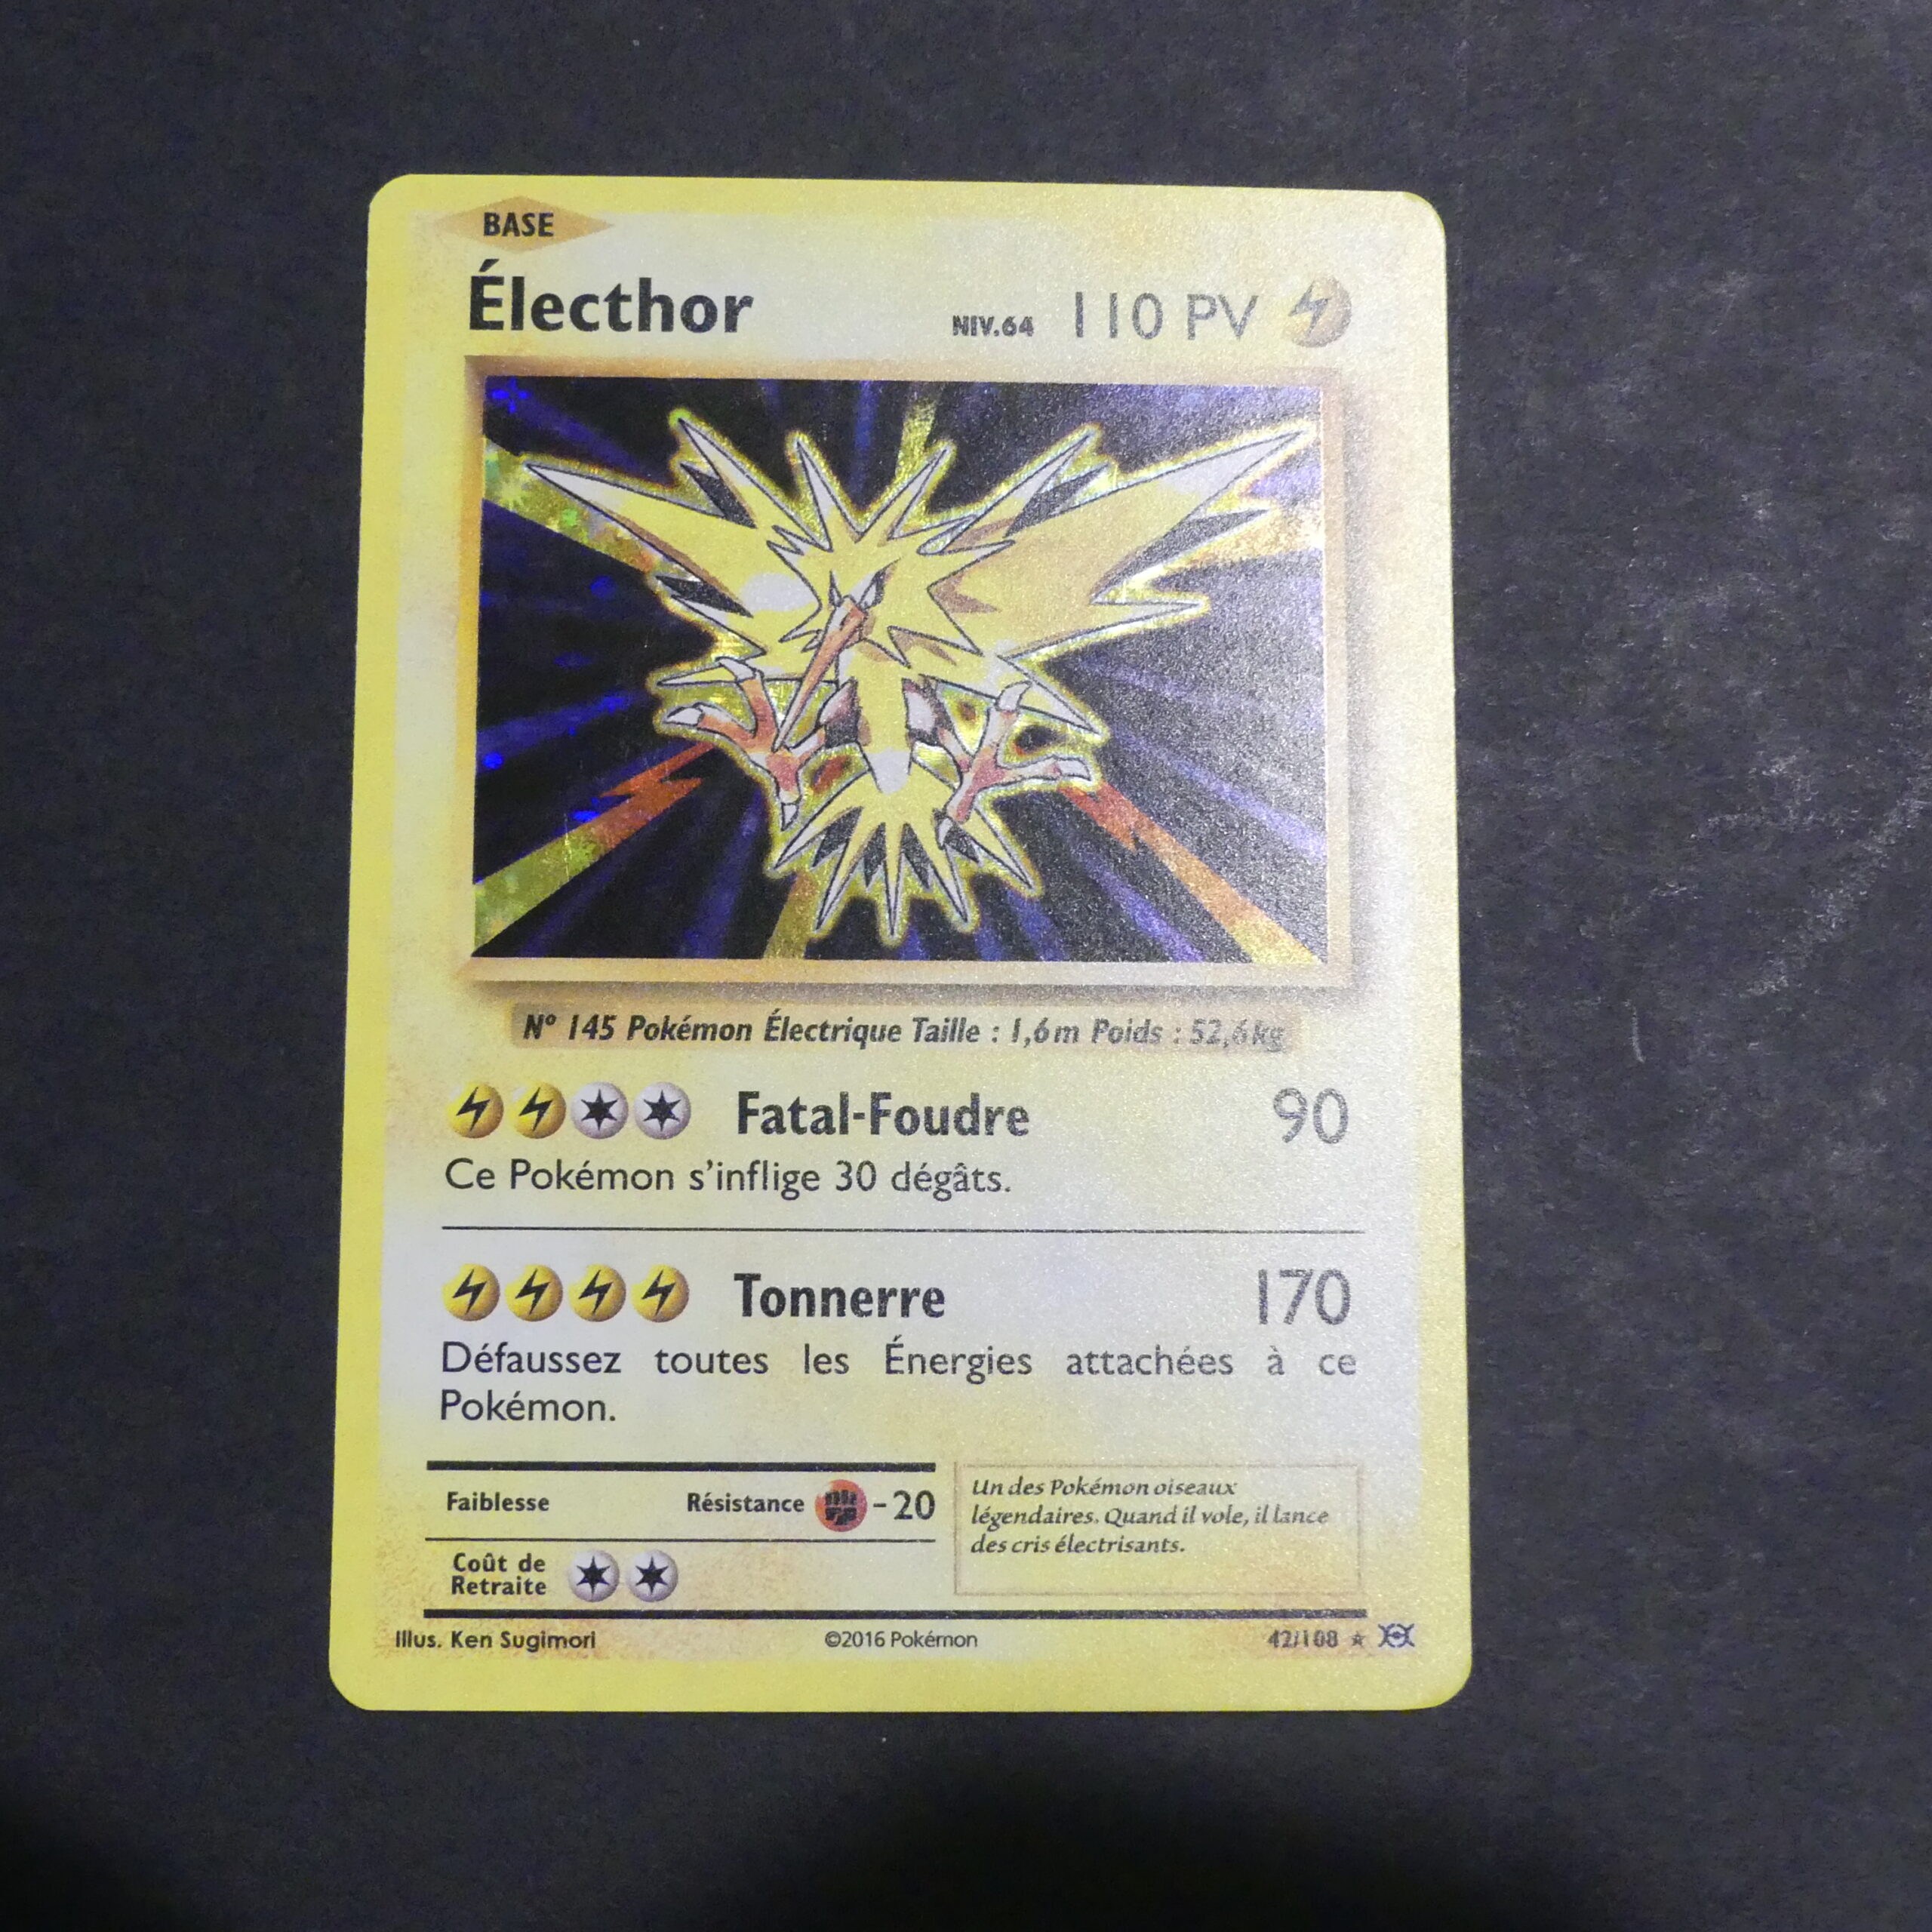 BASE
Électhor NIV.64 110 PV
N° 145 Pokémon Électrique Taille : 1,6m Poids : 52,6kg
Fatal-Foudre 90
Ce Pokémon s'inflige 30 dégâts.
Tonnerre 170
Défaussez toutes les Énergies attachées à ce
Pokémon.
Faiblesse Résistance -20
Coût de
Retraite
Un des Pokémon oiseaux
légendaires. Quand il vole, il lance
des cris électrisants.
Illus. Ken Sugimori ©2016 Pokémon 42/108